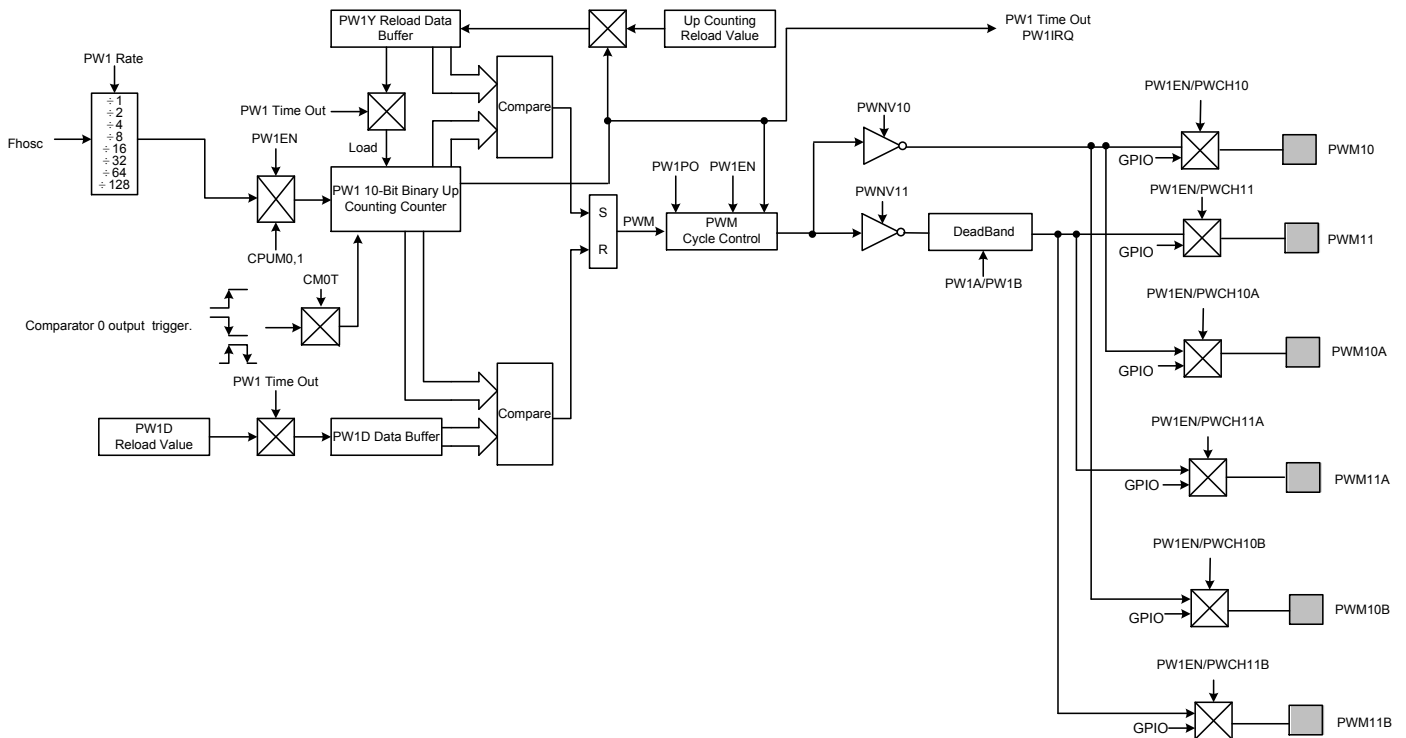 PW1 Rate
÷ 1
÷ 2
÷ 4
÷ 8
÷ 16
÷ 32
÷ 64
÷ 128
Fhosc
PW1EN
CPUM0,1
PW1Y Reload Data
Buffer
PW1 Time Out
Load
PW1 10-Bit Binary Up
Counting Counter
Up Counting
Reload Value
PW1 Time Out
PW1IRQ
Compare
CM0T
Comparator 0 output trigger.
PW1 Time Out
PW1D
Reload Value
PW1D Data Buffer
Compare
S
R
PWM
PW1PO
PW1EN
PWM
Cycle Control
PWNV10
PWNV11
DeadBand
PW1A/PW1B
PW1EN/PWCH10
GPIO
PWM10
PW1EN/PWCH11
GPIO
PWM11
PW1EN/PWCH10A
GPIO
PWM10A
PW1EN/PWCH11A
GPIO
PWM11A
PW1EN/PWCH10B
GPIO
PWM10B
PW1EN/PWCH11B
GPIO
PWM11B